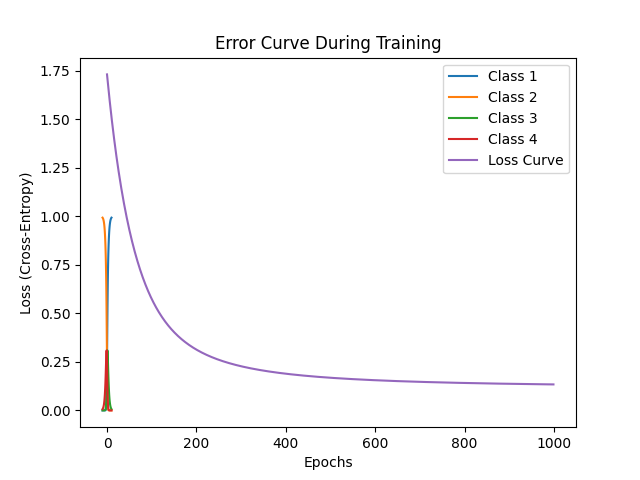 Error Curve During Training
Loss (Cross-Entropy)
1.75
1.50
1.25
1.00
0.75
0.50
0.25
0.00
Class 1
Class 2
Class 3
Class 4
Loss Curve
0 200 400 600 800 1000
Epochs